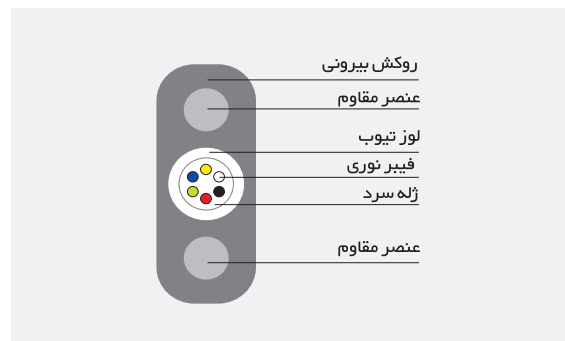 روکش بیرونی
عنصر مقاوم
لوز تیوب
فیبر نوری
ژله سرد
عنصر مقاوم